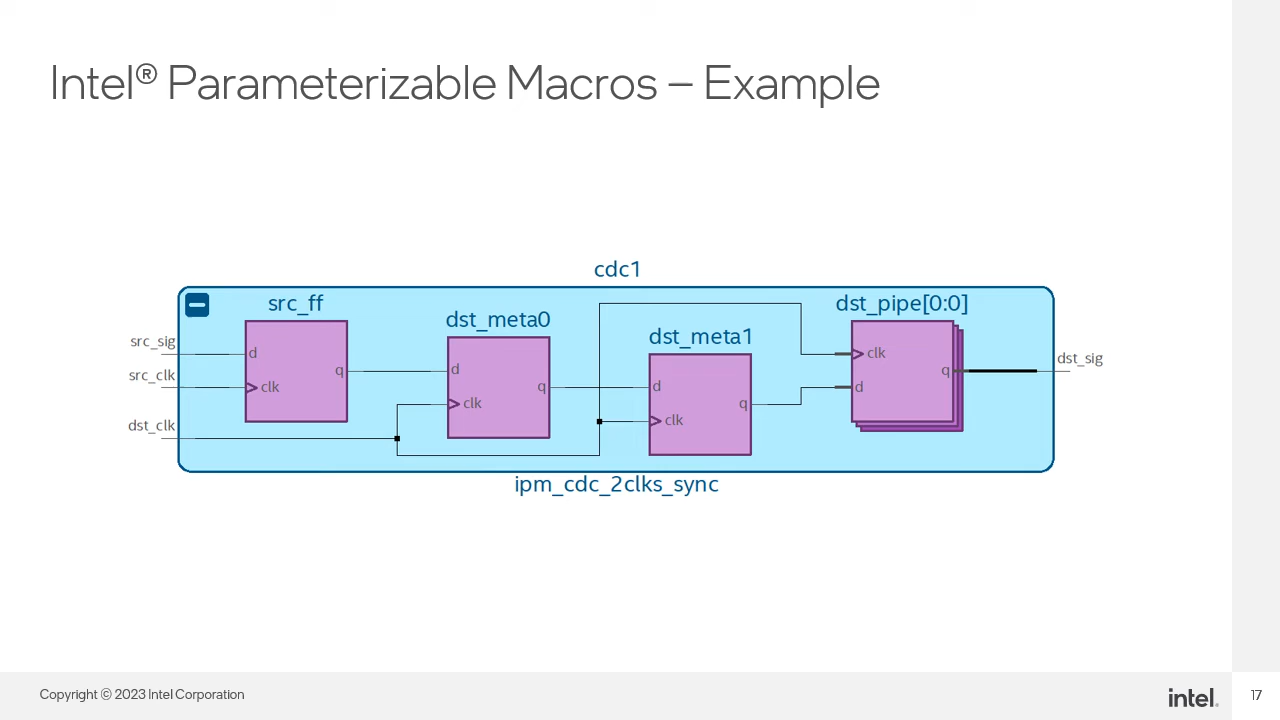 Intel® Parameterizable Macros – Example
cdc1
src_ff
dst_meta0
dst_meta1
dst_pipe[0:0]
src_sig
src_clk
dst_clk
d
clk
q
d
clk
q
d
clk
q
clk
d
q
dst_sig
ipm_cdc_2clks_sync
Copyright © 2023 Intel Corporation
intel.
17